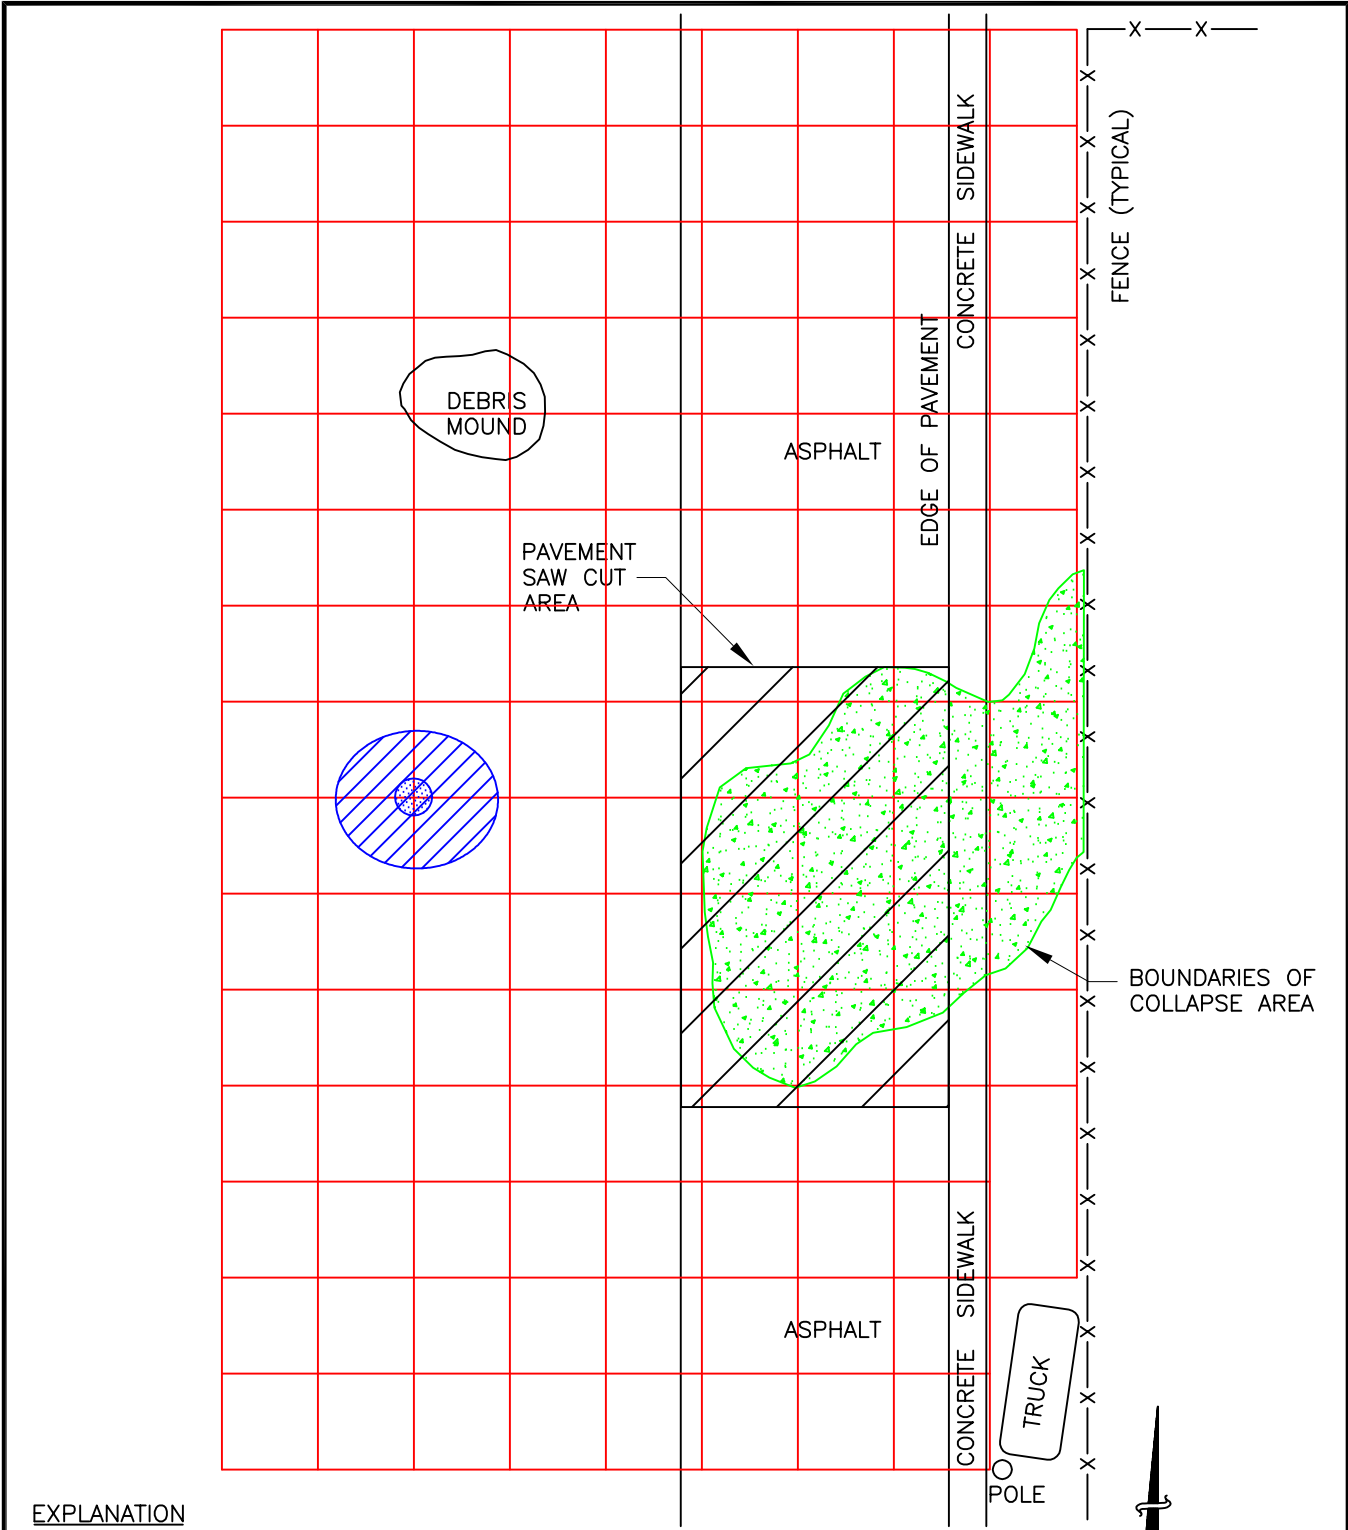 CONCRETE SIDEWALK
FENCE (TYPICAL)
EDGE OF PAVEMENT
DEBRIS
MOUND
ASPHALT
PAVEMENT
SAW CUT
AREA
BOUNDARIES OF
COLLAPSE AREA
CONCRETE SIDEWALK
ASPHALT
TRUCK
POLE
EXPLANATION